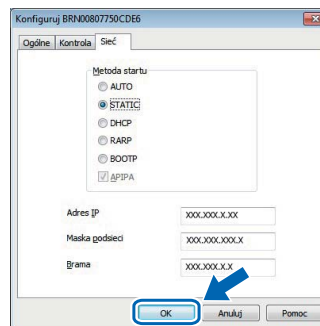 Konfiguruj BRN00807750CDE6
Ogólne Kontrola Sieć
Metoda startu
AUTO
STATIC
DHCP
RARP
BOOTP
APIPA
Adres IP XXX.XXX.X.XX
Maska podsieci XXX.XXX.XXX.X
Brama XXX.XXX.X.X
OK Anuluj Pomoc